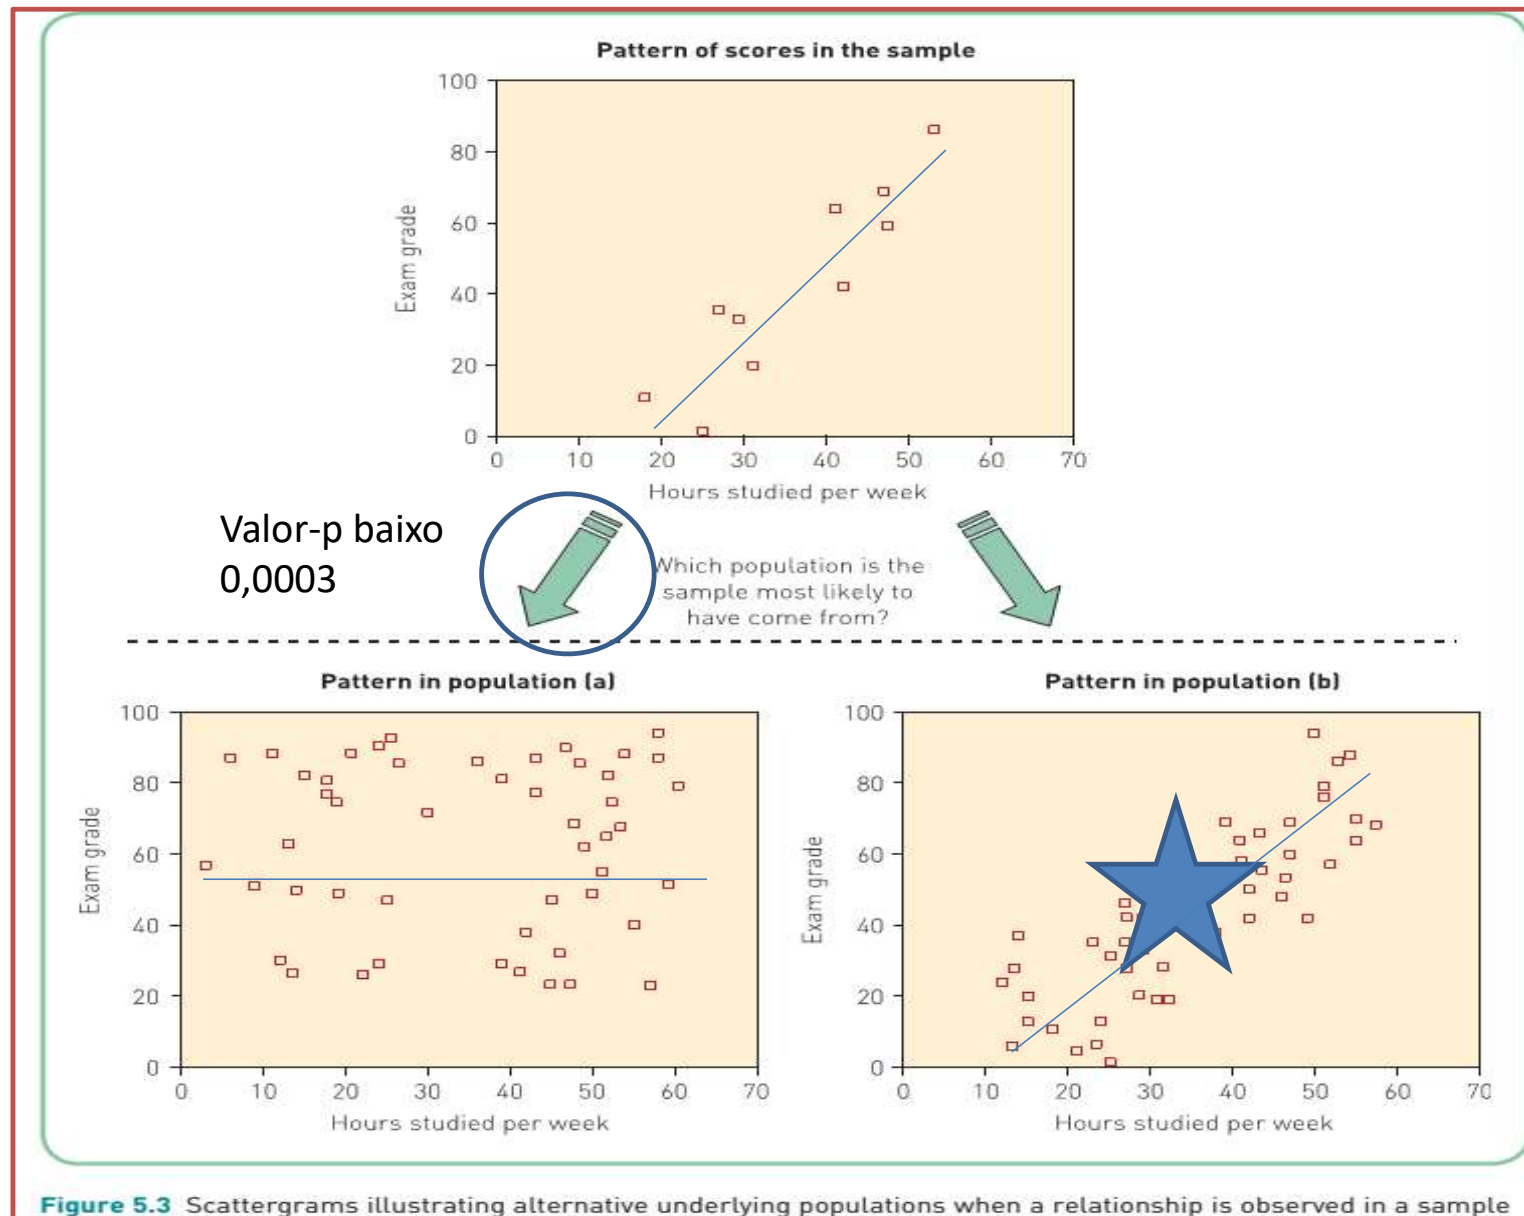 Pattern of scores in the sample
100
80
60
40
20
0
Exam grade
0 10 20 30 40 50 60 70
Hours studied per week
Valor-p baixo
0,0003
Which population is the
sample most likely to
have come from?
Pattern in population (a)
100
80
60
40
20
0
Exam grade
0 10 20 30 40 50 60 70
Hours studied per week
Pattern in population (b)
100
80
60
40
20
0
Exam grade
0 10 20 30 40 50 60 70
Hours studied per week
Figure 5.3 Scattergrams illustrating alternative underlying populations when a relationship is observed in a sample